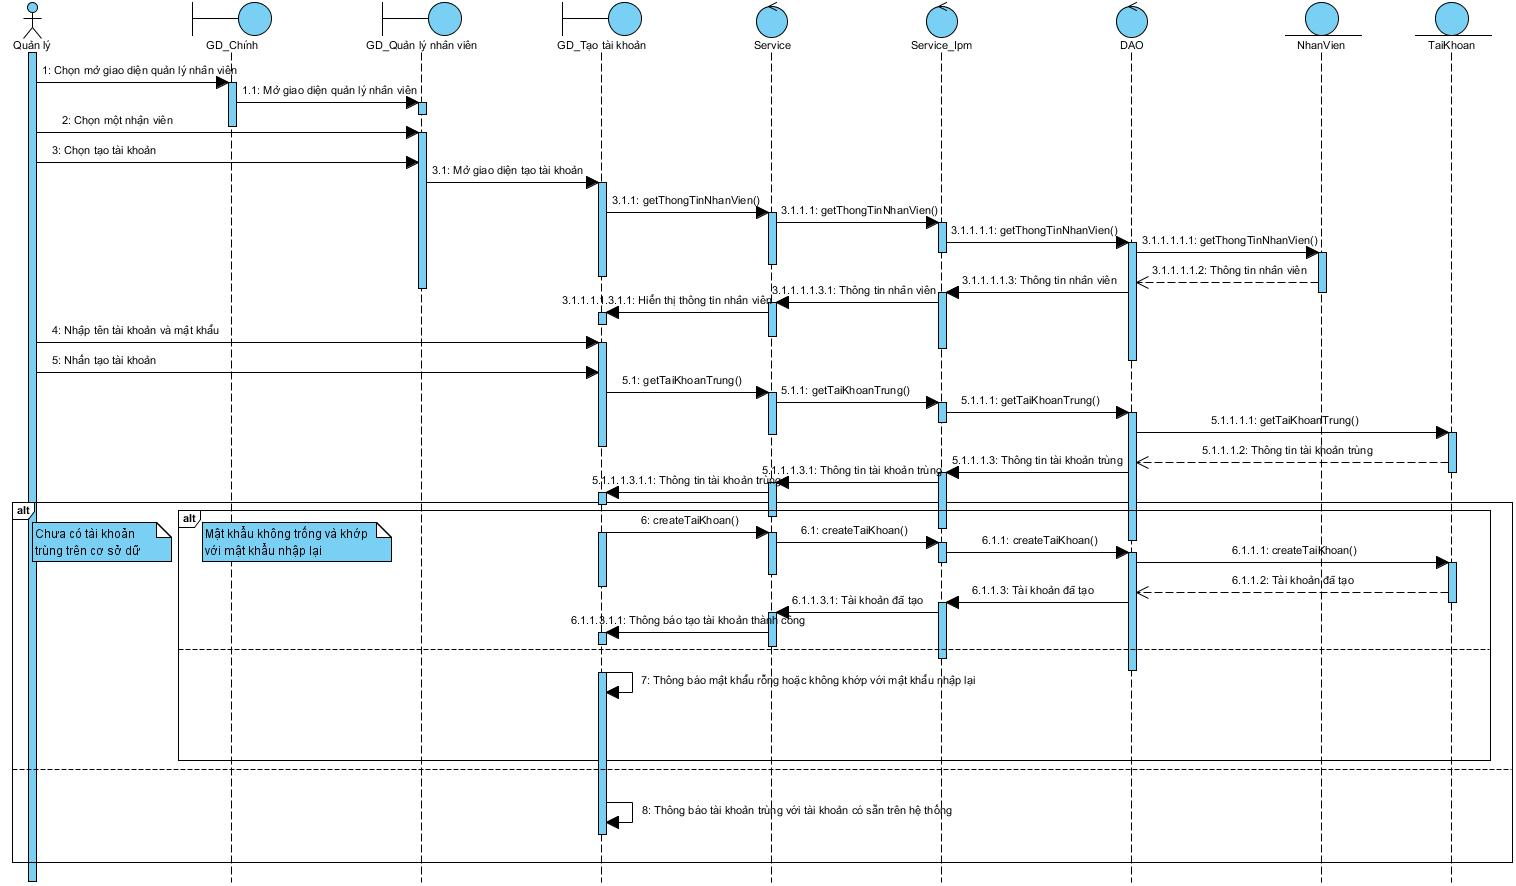 Quản lý
GD_Chính
GD_Quản lý nhân viên
GD_Tạo tài khoản
Service
Service_Ipm
DAO
NhanVien
TaiKhoan
1: Chọn mở giao diện quản lý nhân viên
1.1: Mở giao diện quản lý nhân viên
2: Chọn một nhận viên
3: Chọn tạo tài khoản
3.1: Mở giao diện tạo tài khoản
3.1.1: getThongTinNhanVien()
3.1.1.1: getThongTinNhanVien()
3.1.1.1.1: getThongTinNhanVien()
3.1.1.1.1.1: getThongTinNhanVien()
3.1.1.1.1.2: Thông tin nhân viên
3.1.1.1.1.3: Thông tin nhân viên
3.1.1.1.1.3.1: Thông tin nhân viên
3.1.1.1.1.3.1.1: Hiển thị thông tin nhân viên
4: Nhập tên tài khoản và mật khẩu
5: Nhấn tạo tài khoản
5.1: getTaiKhoanTrung()
5.1.1: getTaiKhoanTrung()
5.1.1.1: getTaiKhoanTrung()
5.1.1.1.1: getTaiKhoanTrung()
5.1.1.1.2: Thông tin tài khoản trùng
5.1.1.1.3: Thông tin tài khoản trùng
5.1.1.1.3.1: Thông tin tài khoản trùng
5.1.1.1.3.1.1: Thông tin tài khoản trùng
alt
Chưa có tài khoản
trùng trên cơ sở dữ
alt
Mật khẩu không trống và khớp
với mật khẩu nhập lại
6: createTaiKhoan()
6.1: createTaiKhoan()
6.1.1: createTaiKhoan()
6.1.1.1: createTaiKhoan()
6.1.1.2: Tài khoản đã tạo
6.1.1.3: Tài khoản đã tạo
6.1.1.3.1: Tài khoản đã tạo
6.1.1.3.1.1: Thông báo tạo tài khoản thành công
7: Thông báo mật khẩu rỗng hoặc không khớp với mật khẩu nhập lại
8: Thông báo tài khoản trùng với tài khoản có sẵn trên hệ thống